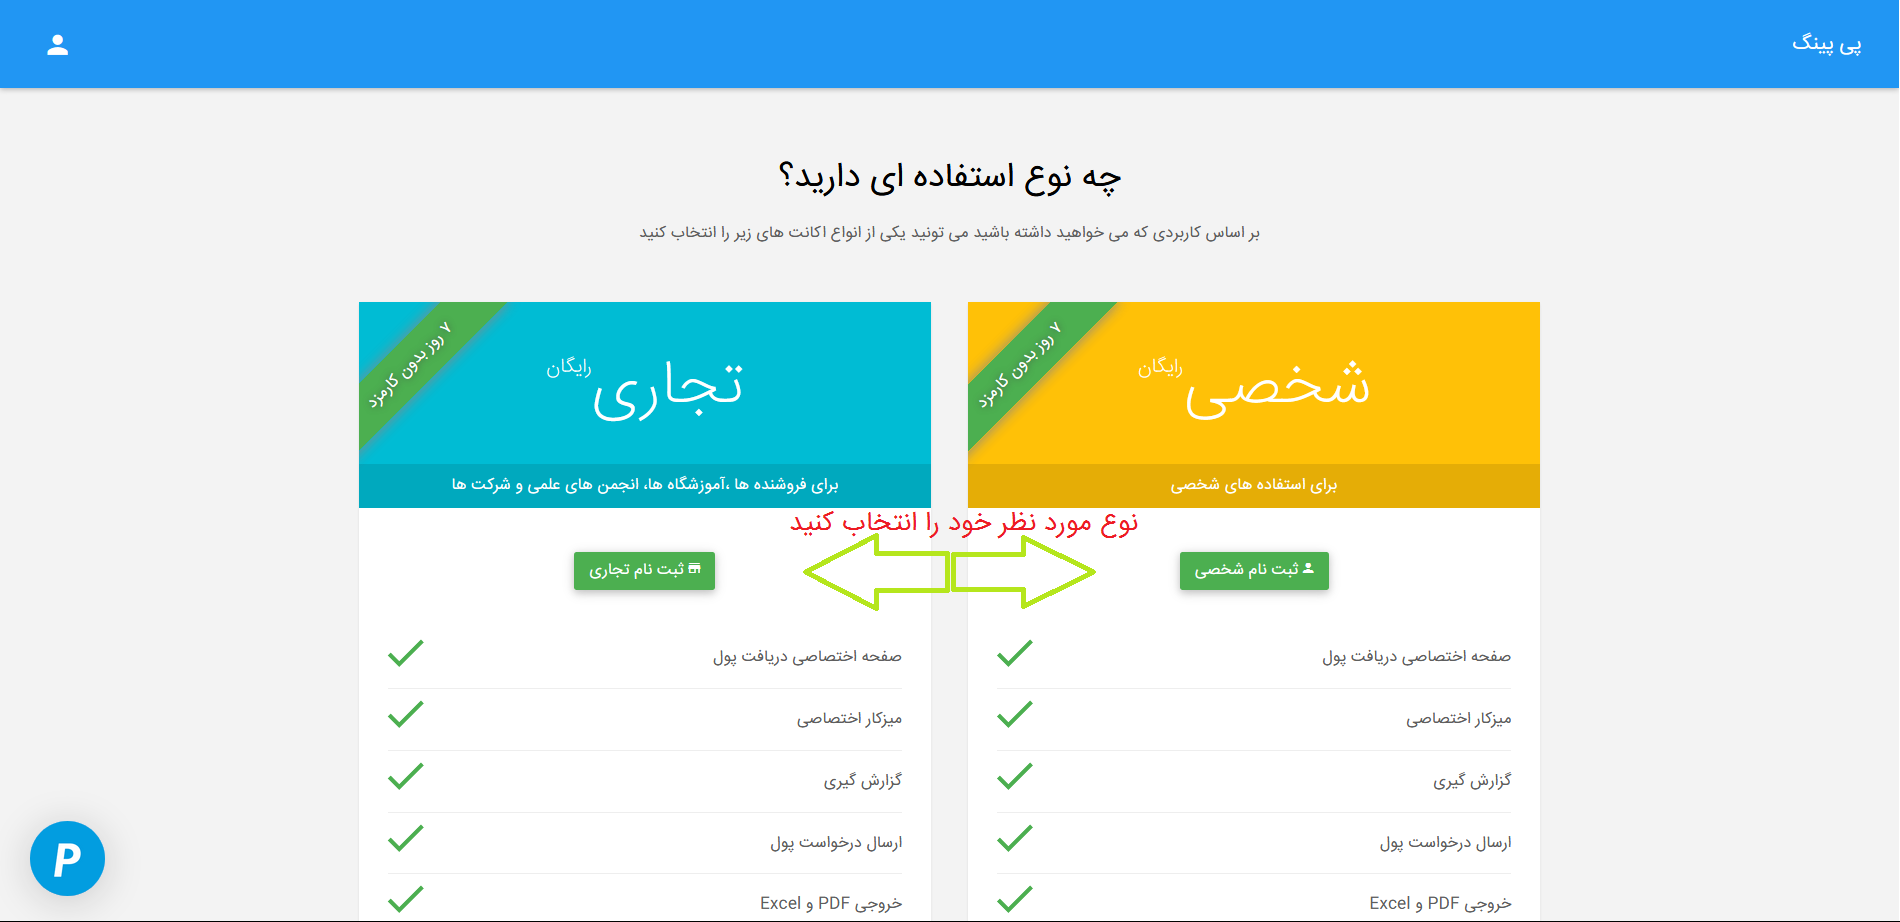 پی پینگ
چه نوع استفاده ای دارید؟
بر اساس کاربردی که می خواهید داشته باشید می تونید یکی از انواع اکانت های زیر را انتخاب کنید
۷ روز بدون کارمزد
شخصی رایگان
برای استفاده های شخصی
۷ روز بدون کارمزد
تجاری رایگان
برای فروشنده ها ،آموزشگاه ها، انجمن های علمی و شرکت ها
نوع مورد نظر خود را انتخاب کنید
ثبت نام شخصی
صفحه اختصاصی دریافت پول
میزکار اختصاصی
گزارش گیری
ارسال درخواست پول
خروجی PDF و Excel
ثبت نام تجاری
صفحه اختصاصی دریافت پول
میزکار اختصاصی
گزارش گیری
ارسال درخواست پول
خروجی PDF و Excel
P